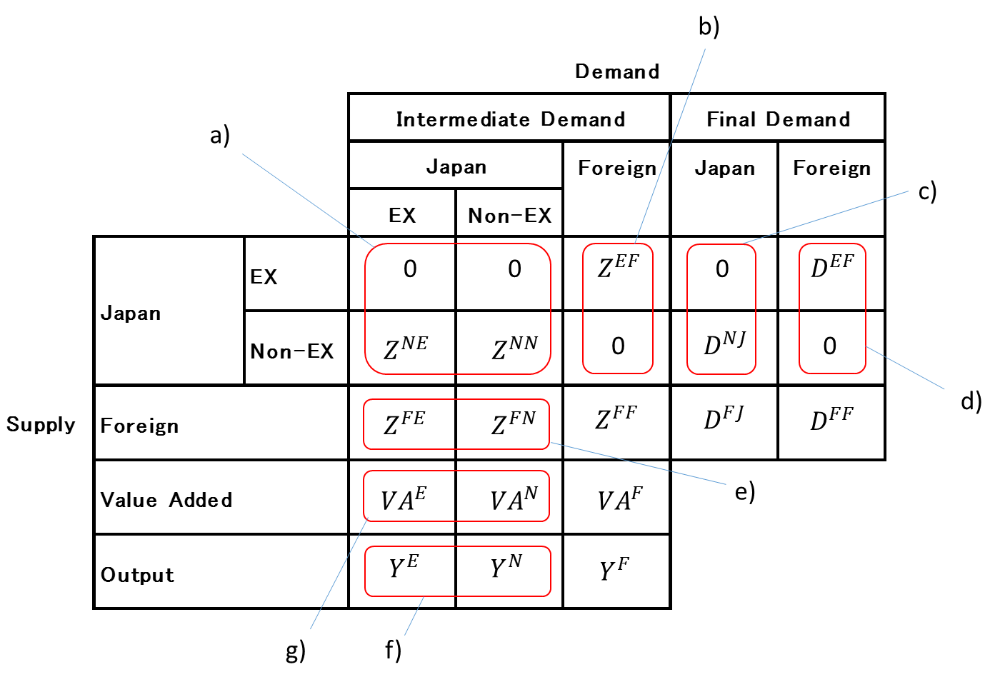 b)
Demand
Intermediate Demand Final Demand
a)
Japan Foreign Japan Foreign
c)
EX Non-EX
Japan EX 0 0 Z^{EF} 0 D^{EF}
Non-EX Z^{NE} Z^{NN} 0 D^{NJ} 0
d)
Supply Foreign Z^{FE} Z^{FN} Z^{FF} D^{FJ} D^{FF}
e)
Value Added VA^{E} VA^{N} VA^{F}
Output Y^{E} Y^{N} Y^{F}
g) f)